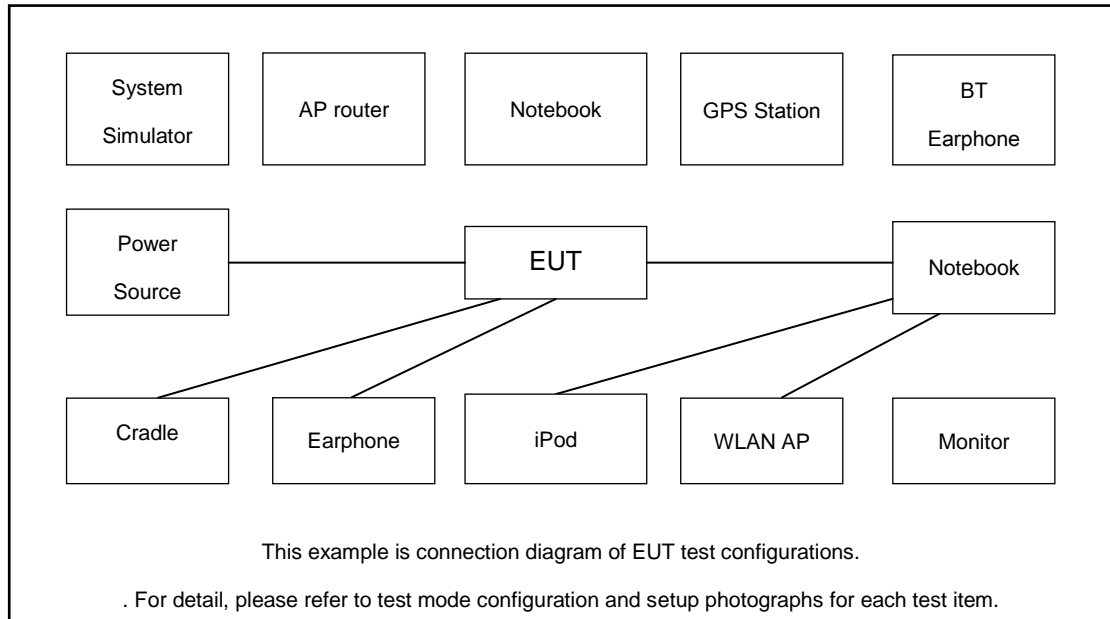 System
Simulator
AP router
Notebook
GPS Station
BT
Earphone
Power
Source
EUT
Notebook
Cradle
Earphone
iPod
WLAN AP
Monitor
This example is connection diagram of EUT test configurations.
. For detail, please refer to test mode configuration and setup photographs for each test item.